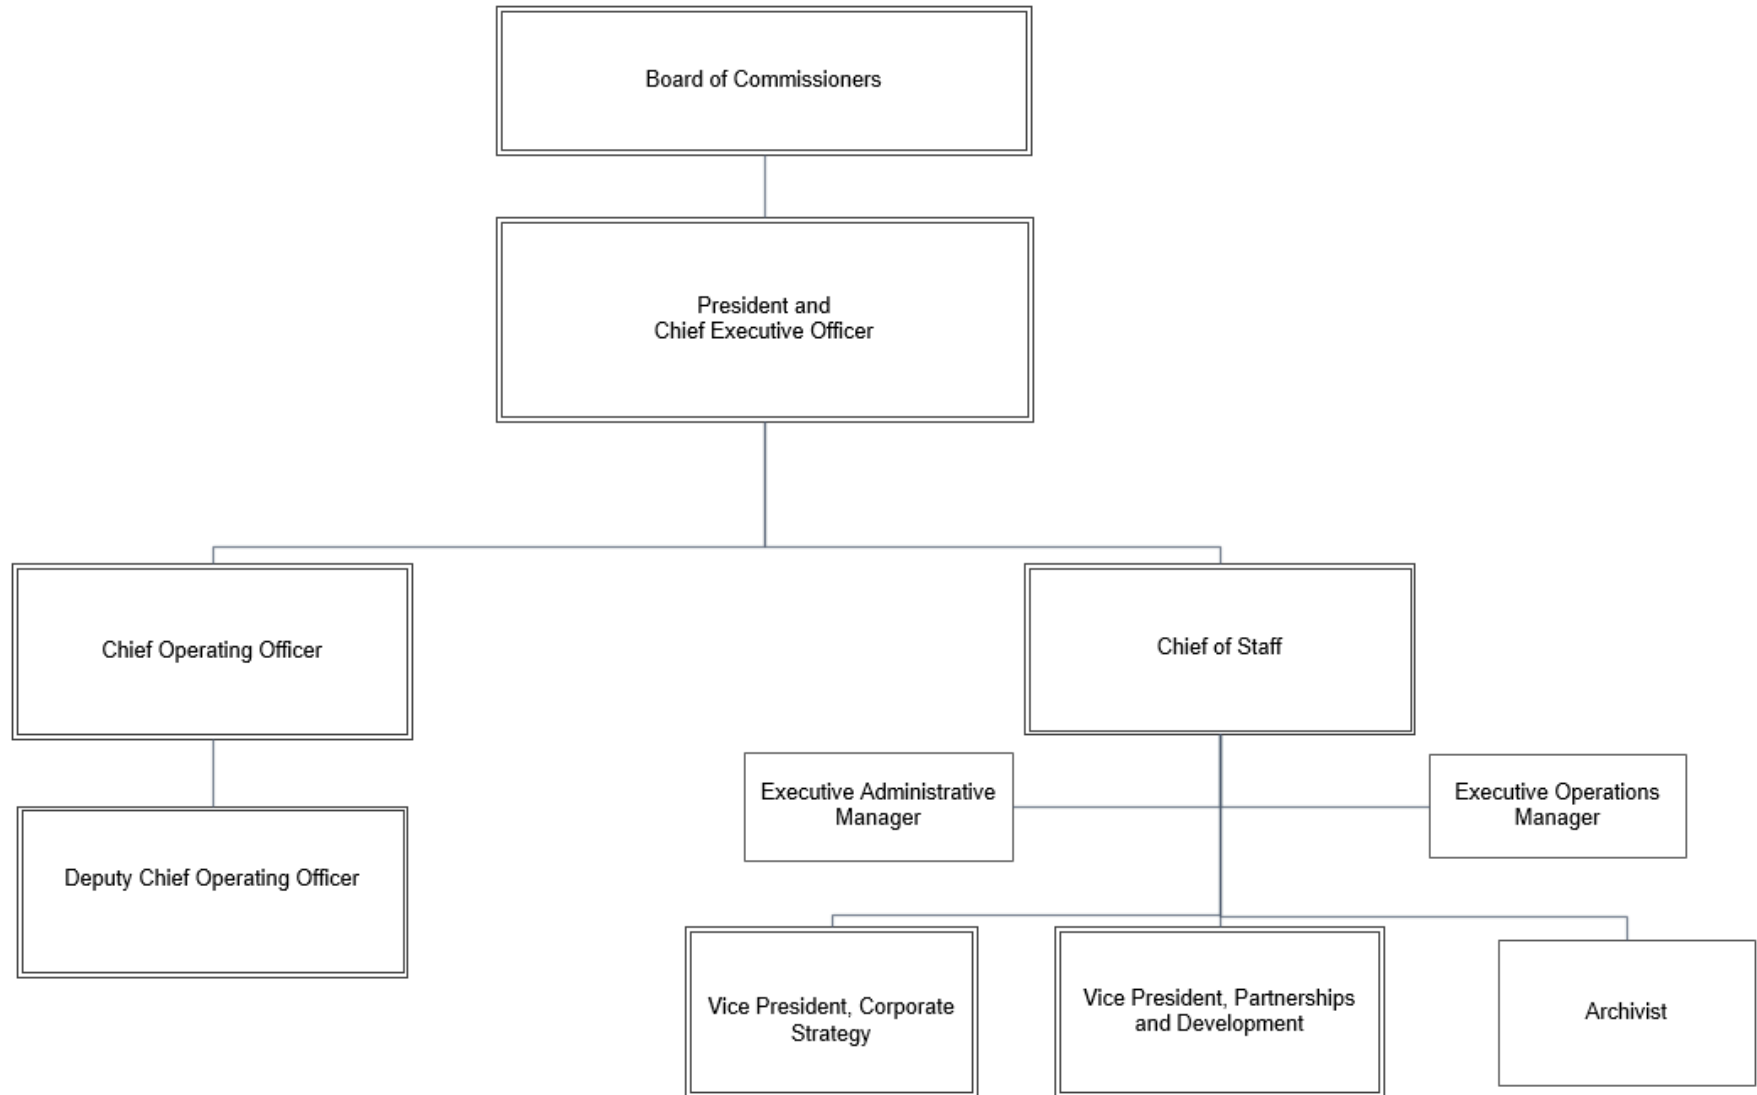 Board of Commissioners
President and
Chief Executive Officer
Chief Operating Officer
Chief of Staff
Executive Administrative
Manager
Executive Operations
Manager
Deputy Chief Operating Officer
Vice President, Corporate
Strategy
Vice President, Partnerships
and Development
Archivist